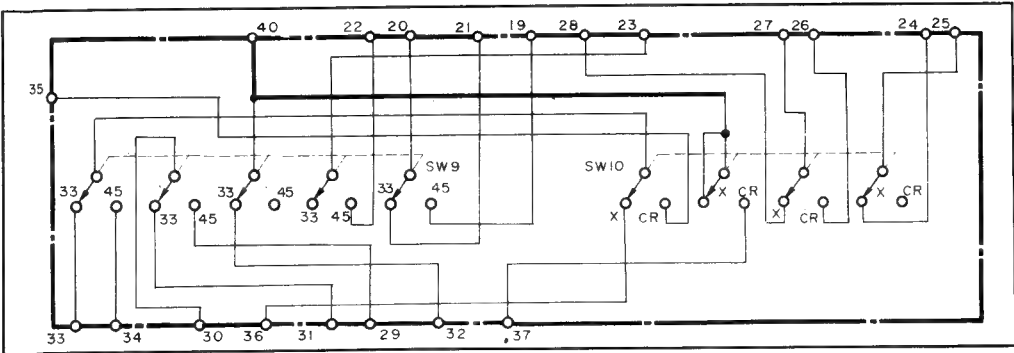 40 22 20 21 19 28 23 27 26 24 25
35
SW9 SW10
33 45 33 45 33 45 X CR
33 45 33 45 X CR X CR X CR
33 34 30 36 31 29 32 37